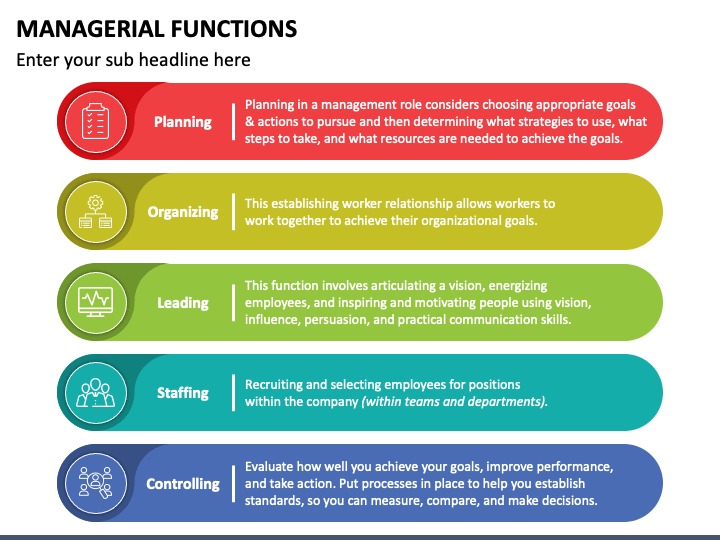 MANAGERIAL FUNCTIONS
Enter your sub headline here
Planning
Planning in a management role considers choosing appropriate goals
& actions to pursue and then determining what strategies to use, what
steps to take, and what resources are needed to achieve the goals.
Organizing
This establishing worker relationship allows workers to
work together to achieve their organizational goals.
Leading
This function involves articulating a vision, energizing
employees, and inspiring and motivating people using vision,
influence, persuasion, and practical communication skills.
Staffing
Recruiting and selecting employees for positions
within the company (within teams and departments).
Controlling
Evaluate how well you achieve your goals, improve performance,
and take action. Put processes in place to help you establish
standards, so you can measure, compare, and make decisions.